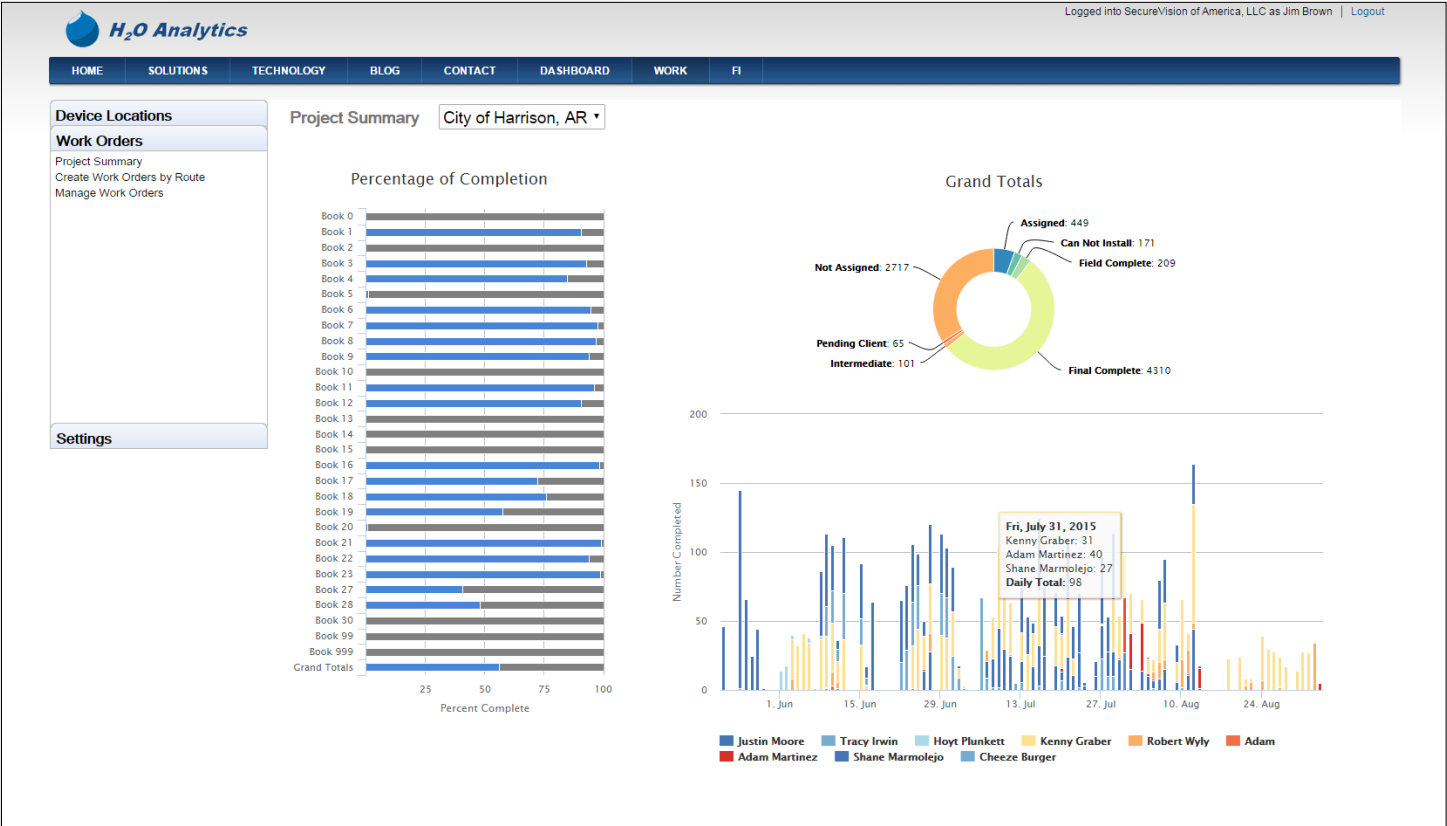 Logged into SecureVision of America, LLC as Jim Brown | Logout
H2O Analytics
HOME SOLUTIONS TECHNOLOGY BLOG CONTACT DASHBOARD WORK FI
Device Locations
Work Orders
Project Summary
Create Work Orders by Route
Manage Work Orders
Settings
Project Summary City of Harrison, AR
Percentage of Completion
Book 0
Book 1
Book 2
Book 3
Book 4
Book 5
Book 6
Book 7
Book 8
Book 9
Book 10
Book 11
Book 12
Book 13
Book 14
Book 15
Book 16
Book 17
Book 18
Book 19
Book 20
Book 21
Book 22
Book 23
Book 27
Book 28
Book 30
Book 99
Book 999
Grand Totals
25 50 75 100
Percent Complete
Grand Totals
Assigned: 449
Can Not Install: 171
Field Complete: 209
Not Assigned: 2717
Pending Client: 65
Intermediate: 101
Final Complete: 4310
200
150
100
50
0
Number Completed
Fri, July 31, 2015
Kenny Graber: 31
Adam Martinez: 40
Shane Marmolejo: 27
Daily Total: 98
1. Jun 15. Jun 29. Jun 13. Jul 27. Jul 10. Aug 24. Aug
Justin Moore Tracy Irwin Hoyt Plunkett Kenny Graber Robert Wyly Adam
Adam Martinez Shane Marmolejo Cheeze Burger